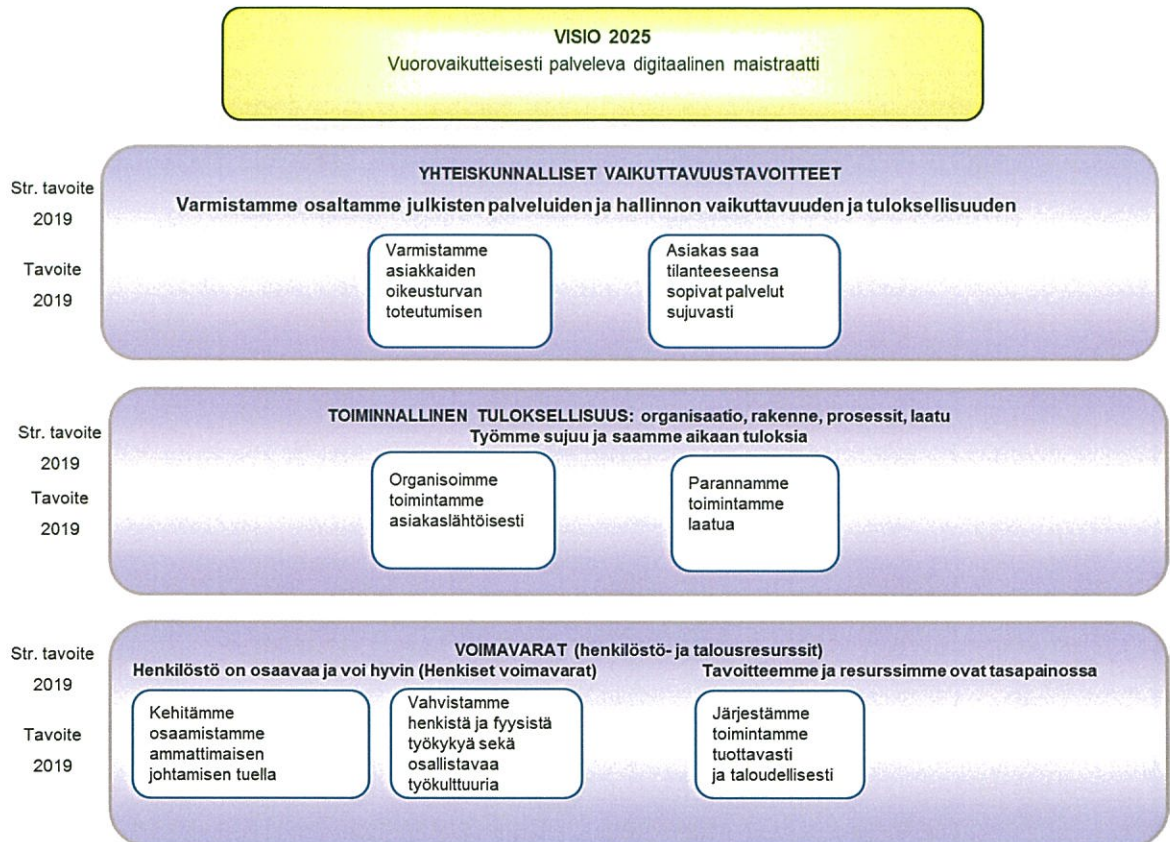 VISIO 2025
Vuorovaikutteisesti palveleva digitaalinen maistraatti
Str. tavoite
2019
Tavoite
2019
YHTEISKUNNALLISET VAIKUTTAVUUSTAVOITTEET
Varmistamme osaltamme julkisten palveluiden ja hallinnon vaikuttavuuden ja tuloksellisuuden
Varmistamme
asiakkaiden
oikeusturvan
toteutumisen
Asiakas saa
tilanteeseensa
sopivat palvelut
sujuvasti
Str. tavoite
2019
Tavoite
2019
TOIMINNALLINEN TULOKSELLISUUS: organisaatio, rakenne, prosessit, laatu
Työmme sujuu ja saamme aikaan tuloksia
Organisoimme
toimintamme
asiakaslähtöisesti
Parannamme
toimintamme
laatua
Str. tavoite
2019
Tavoite
2019
VOIMAVARAT (henkilöstö- ja talousresurssit)
Henkilöstö on osaavaa ja voi hyvin (Henkiset voimavarat)
Kehitämme
osaamistamme
ammattimaisen
johtamisen tuella
Vahvistamme
henkistä ja fyysistä
työkykyä sekä
osallistavaa
työkulttuuria
Tavoitteemme ja resurssimme ovat tasapainossa
Järjestämme
toimintamme
tuottavasti
ja taloudellisesti